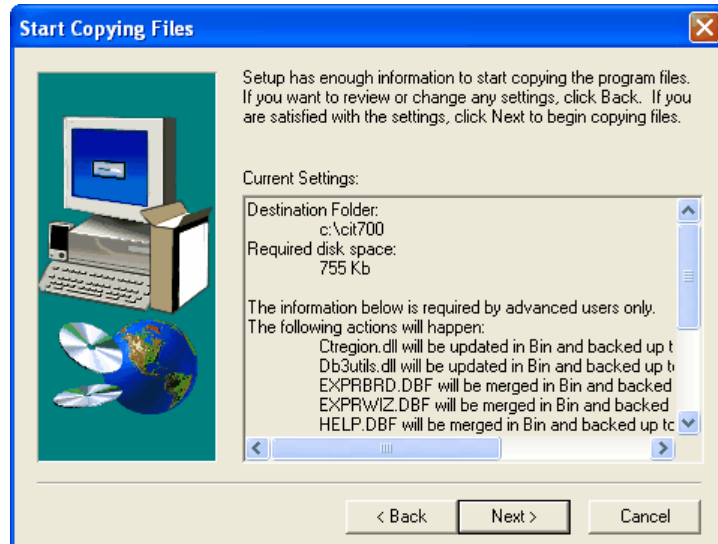 Start Copying Files
Setup has enough information to start copying the program files.
If you want to review or change any settings, click Back. If you
are satisfied with the settings, click Next to begin copying files.
Current Settings:
Destination Folder:
c:\cit700
Required disk space:
755 Kb
The information below is required by advanced users only.
The following actions will happen:
Ctregion.dll will be updated in Bin and backed up t
Db3utils.dll will be updated in Bin and backed up to
EXPRBRD.DBF will be merged in Bin and backed
EXPRWIZ.DBF will be merged in Bin and backed
HELP.DBF will be merged in Bin and backed up to
< Back
Next >
Cancel